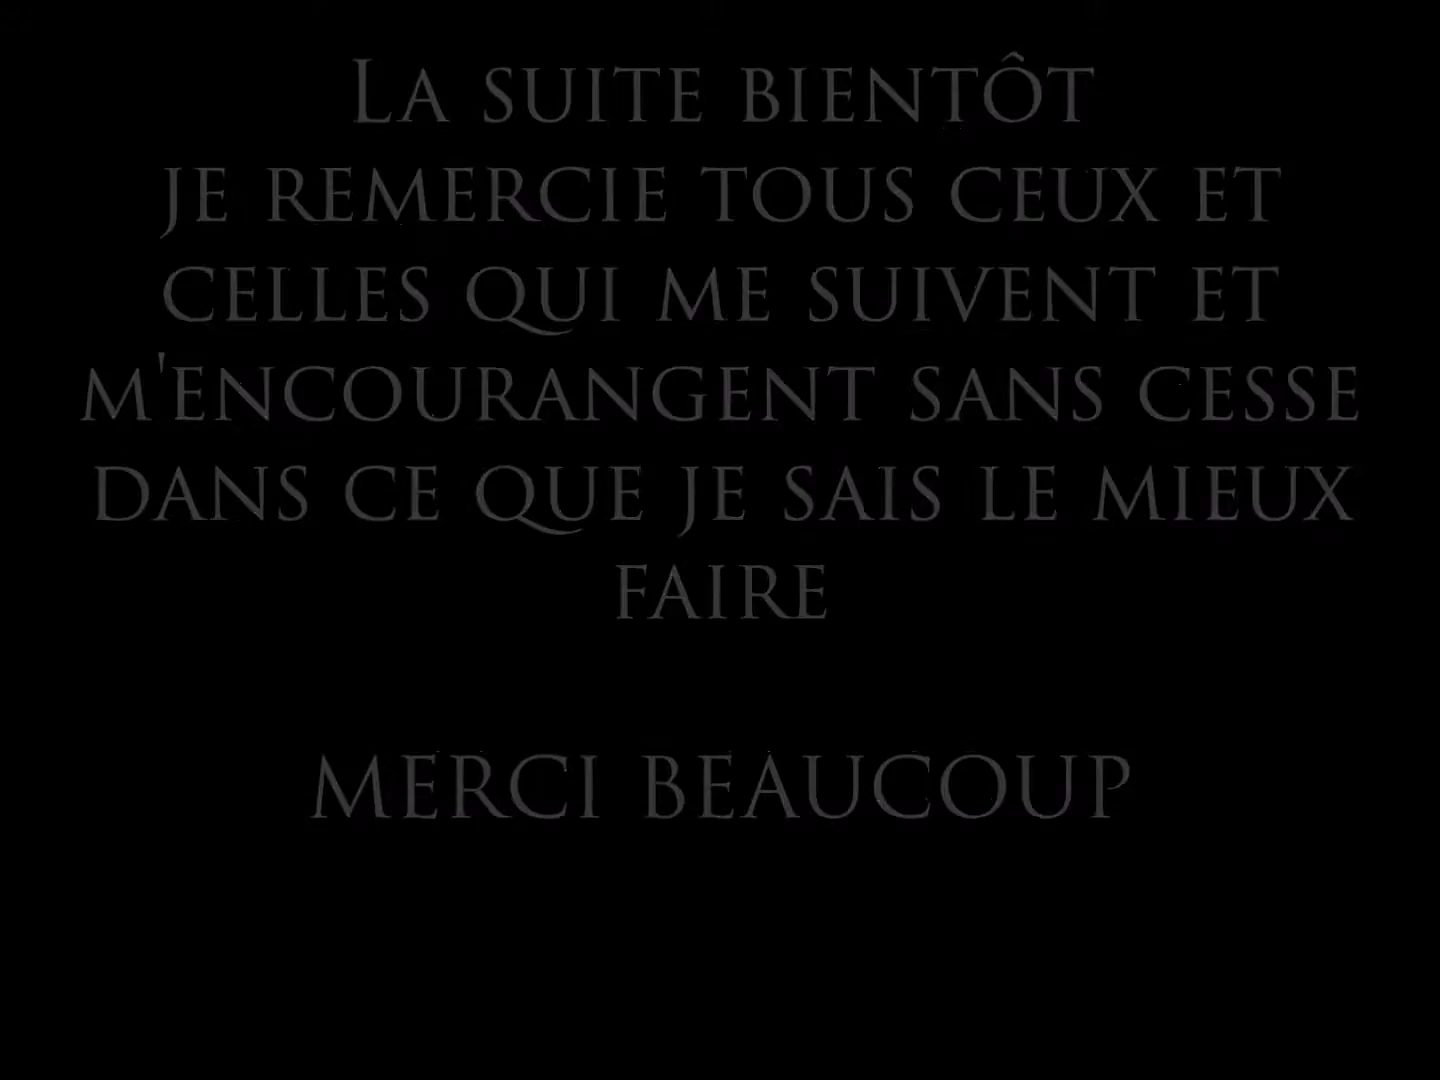 La suite bientôt
je remercie tous ceux et
celles qui me suivent et
m'encourangent sans cesse
dans ce que je sais le mieux
faire
merci beaucoup